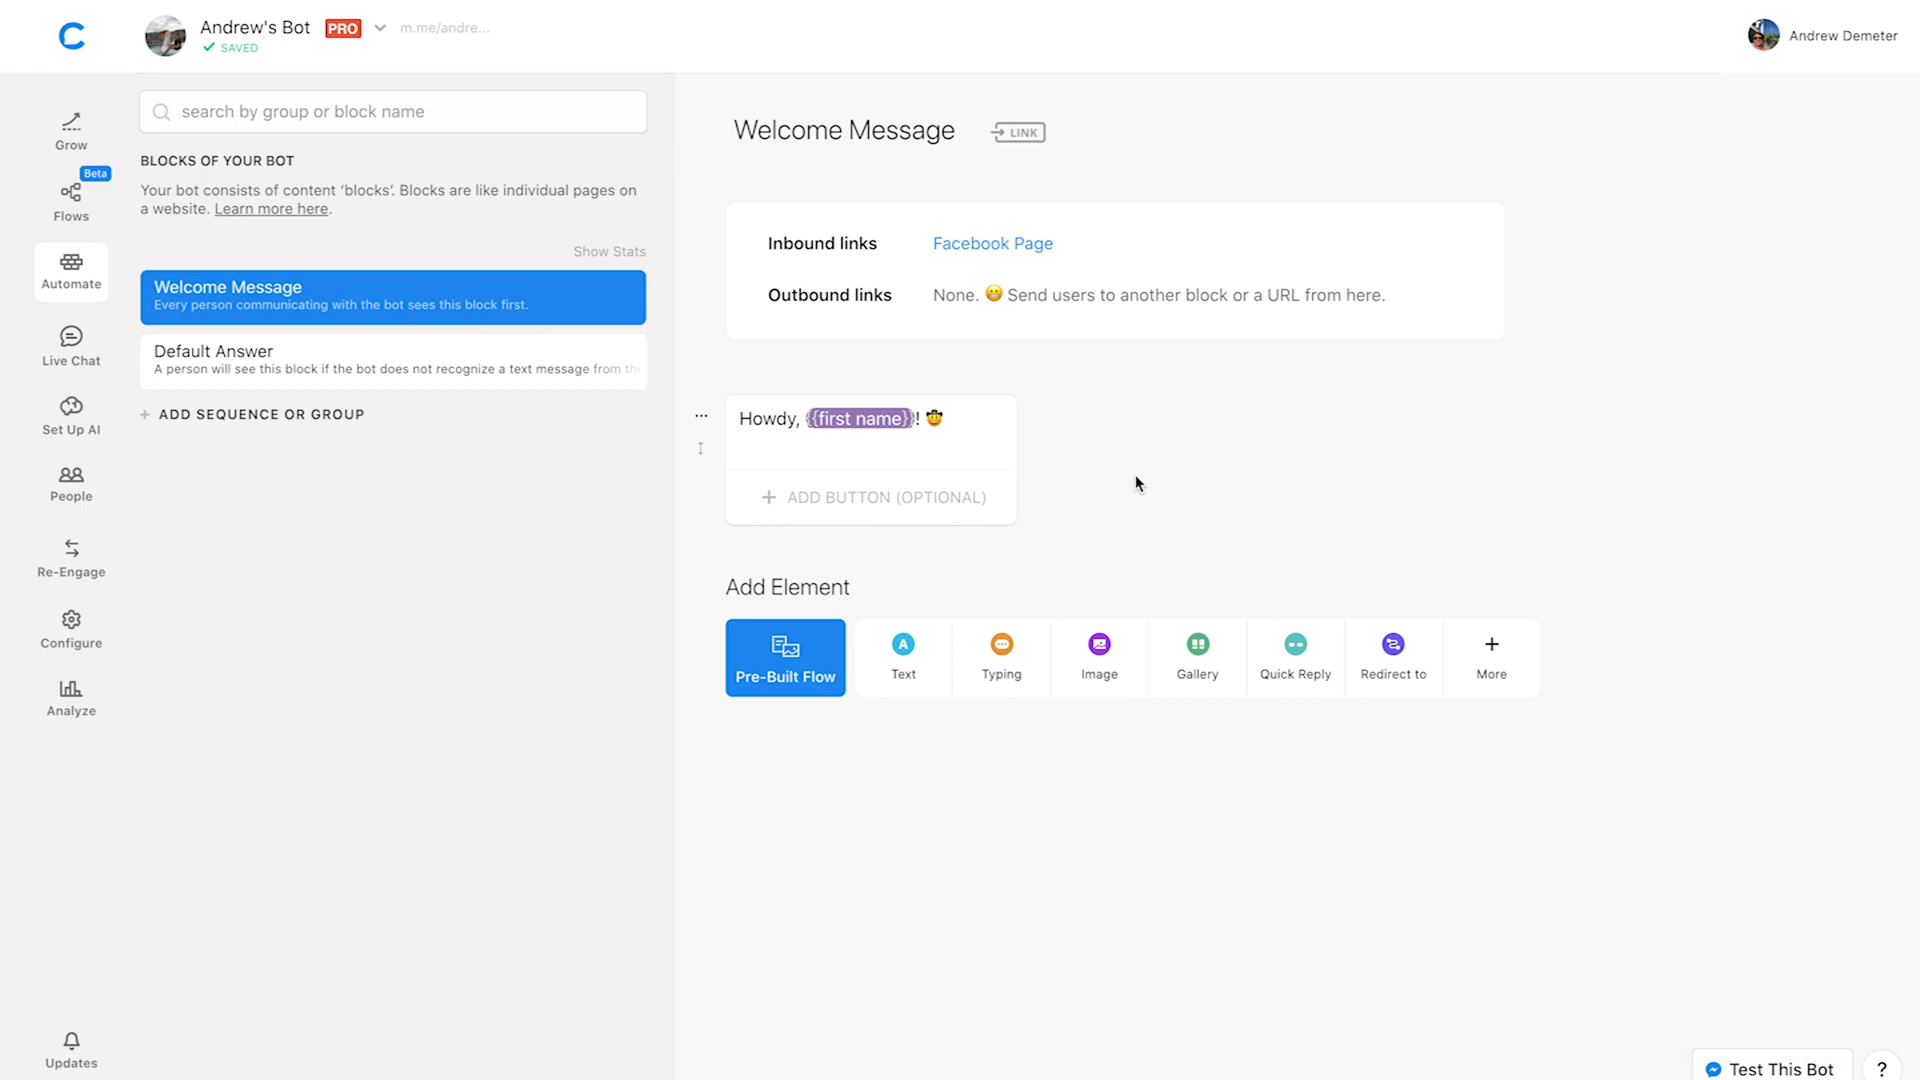 Andrew's Bot PRO m.me/andre...
SAVED
Andrew Demeter
Grow
Beta
Flows
Automate
Live Chat
Set Up AI
People
Re-Engage
Configure
Analyze
Updates
search by group or block name
BLOCKS OF YOUR BOT
Your bot consists of content ‘blocks’. Blocks are like individual pages on
a website. Learn more here.
Show Stats
Welcome Message
Every person communicating with the bot sees this block first.
Default Answer
A person will see this block if the bot does not recognize a text message from
+ ADD SEQUENCE OR GROUP
Welcome Message LINK
Inbound links Facebook Page
Outbound links None. 😁 Send users to another block or a URL from here.
Howdy, {{first name}}! 🤠
+ ADD BUTTON (OPTIONAL)
Add Element
Pre-Built Flow
Text
Typing
Image
Gallery
Quick Reply
Redirect to
More
Test This Bot
?